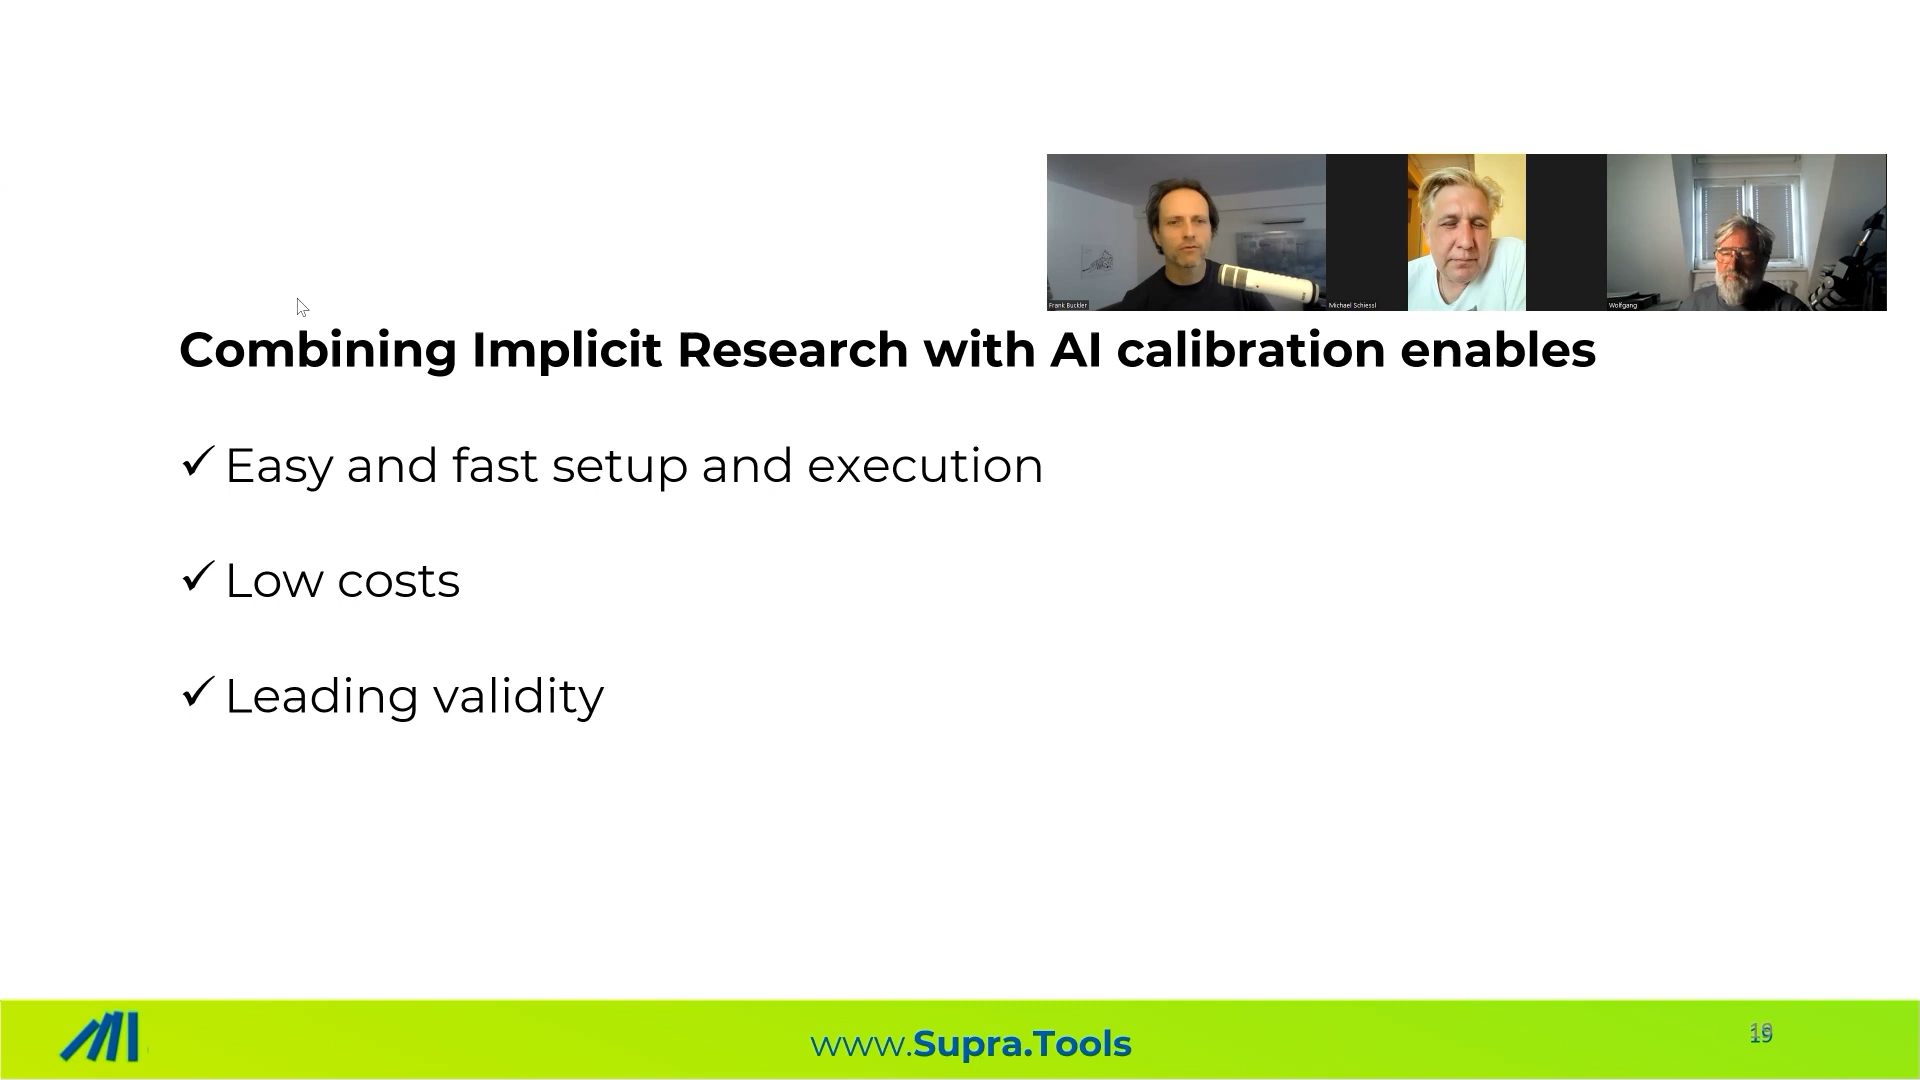 Frank Buckler
Michael Schiessl
Wolfgang
Combining Implicit Research with AI calibration enables
✓ Easy and fast setup and execution
✓ Low costs
✓ Leading validity
www.Supra.Tools